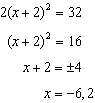 2(x+2)² = 32
(x+2)² = 16
x+2 = ±4
x = −6, 2